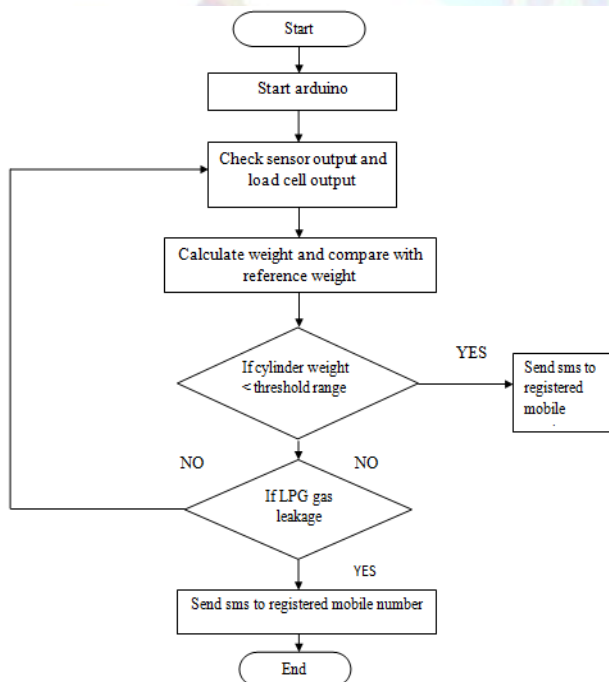 Start
Start arduino
Check sensor output and
load cell output
Calculate weight and compare with
reference weight
If cylinder weight
< threshold range
YES
Send sms to
registered
mobile
NO
NO
If LPG gas
leakage
YES
Send sms to registered mobile number
End